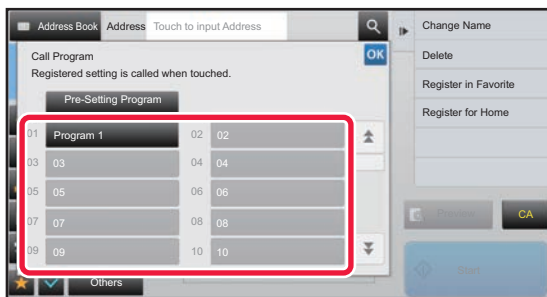 Address Book Address Touch to input Address
Change Name
Delete
Register in Favorite
Register for Home
Call Program
OK
Registered setting is called when touched.
Pre-Setting Program
01 Program 1 02 02
03 03 04 04
05 05 06 06
07 07 08 08
09 09 10 10
Preview CA
Start
Others